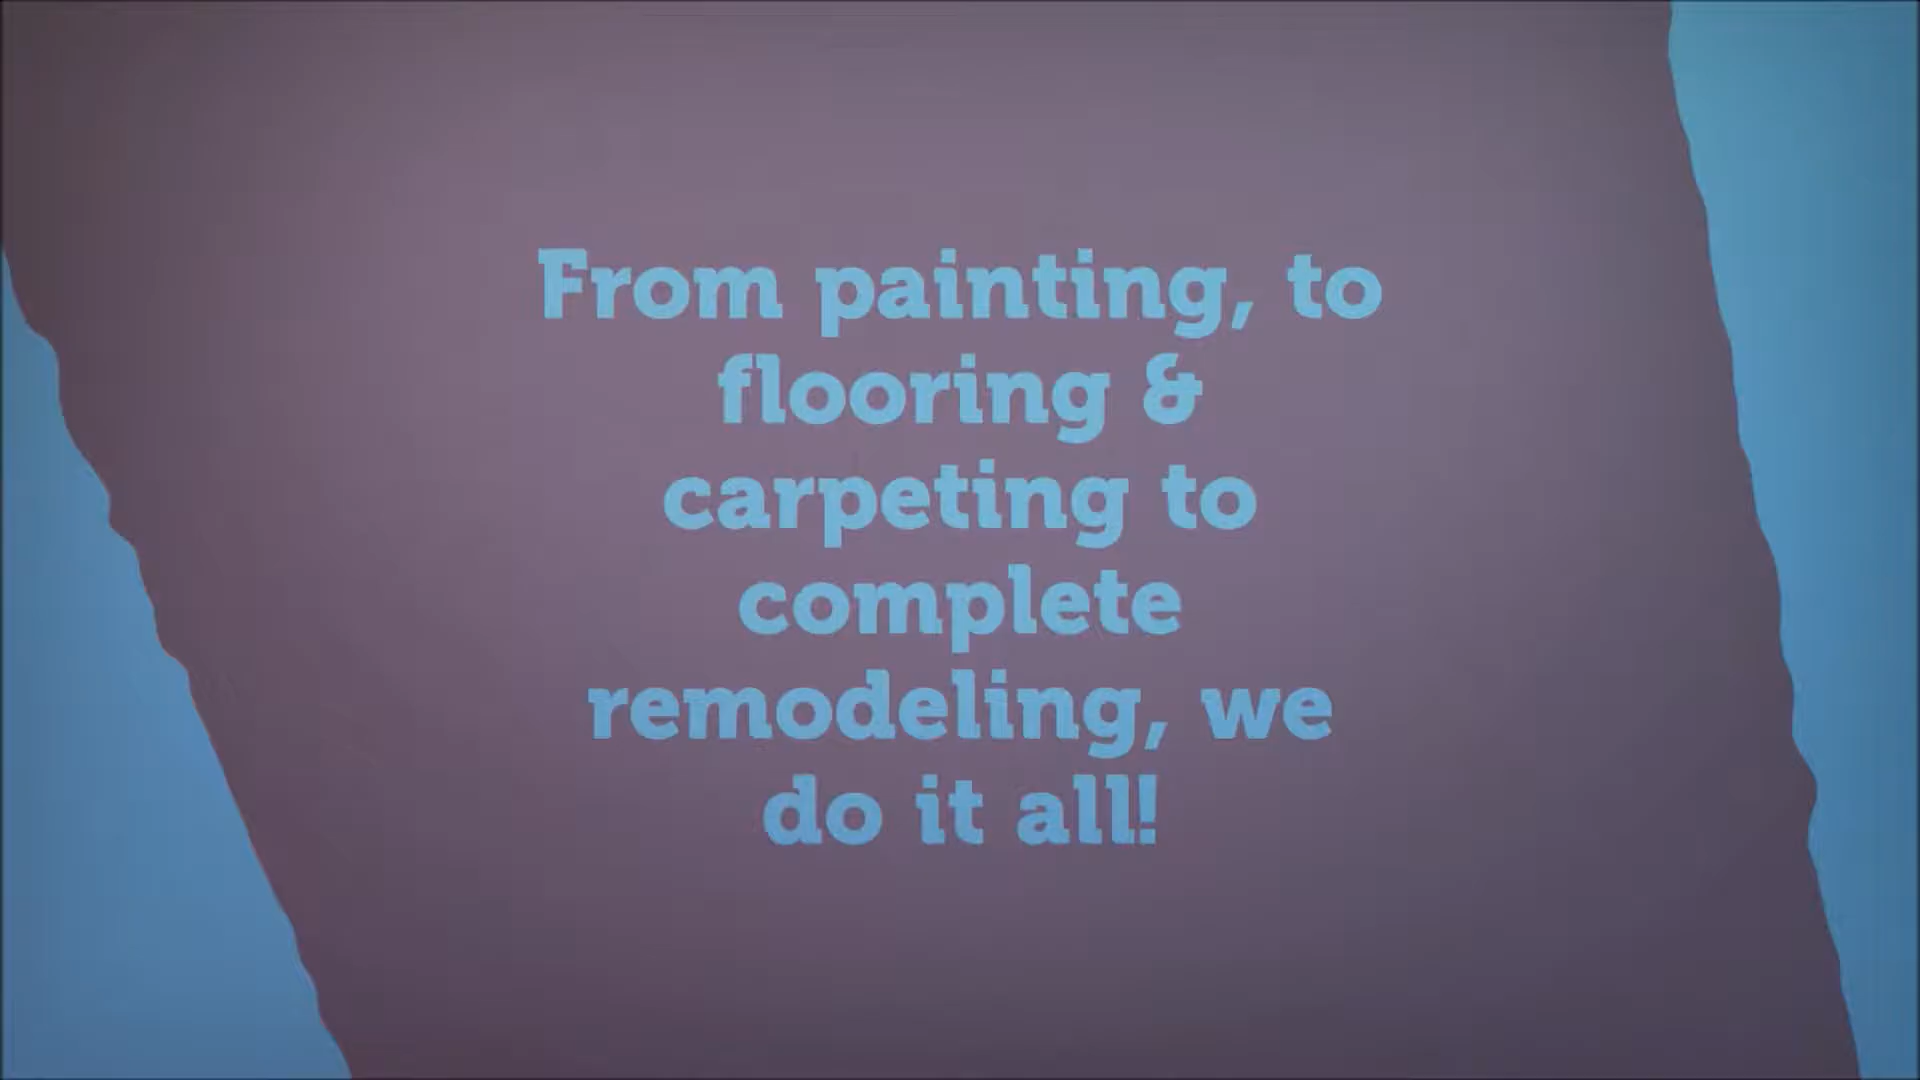 From painting, to
flooring &
carpeting to
complete
remodeling, we
do it all!